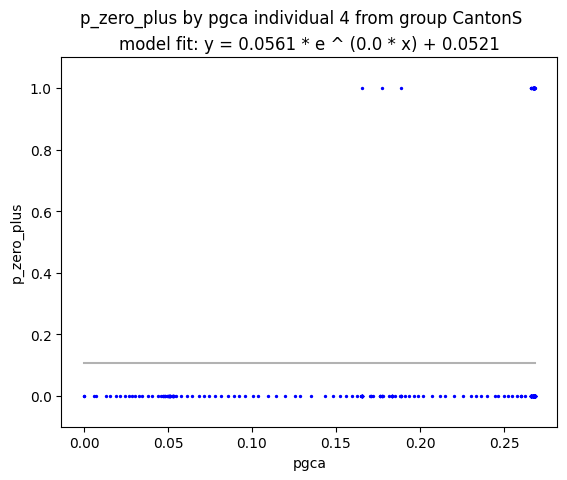 p_zero_plus by pgca individual 4 from group CantonS
model fit: y = 0.0561 * e ^ (0.0 * x) + 0.0521
1.0
0.8
0.6
0.4
0.2
0.0
p_zero_plus
0.00 0.05 0.10 0.15 0.20 0.25
pgca